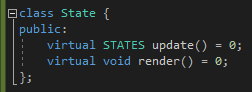 class State {
public:
    virtual STATES update() = 0;
    virtual void render() = 0;
};